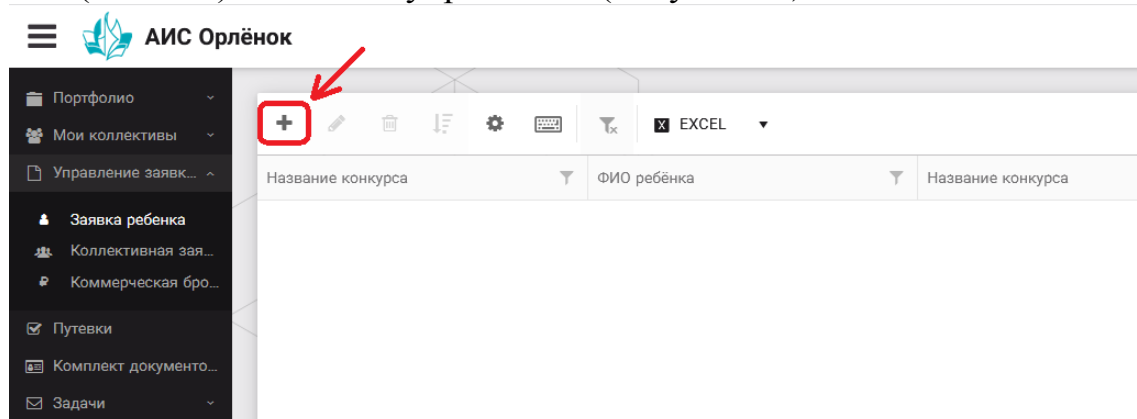 АИС Орлёнок
Портфолио
Мои коллективы
Управление заявк...
Заявка ребенка
Коллективная зая...
Коммерческая бро...
Путевки
Комплект документо...
Задачи
EXCEL
Название конкурса ФИО ребёнка Название конкурса